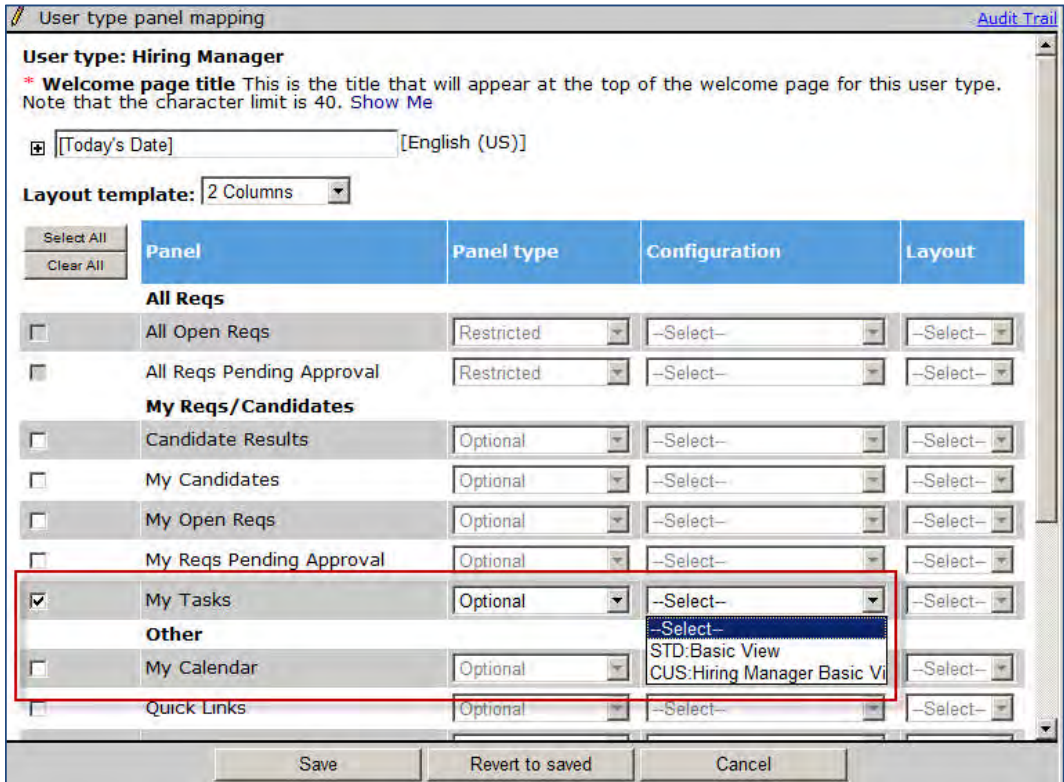 User type panel mapping Audit Trail
User type: Hiring Manager
* Welcome page title This is the title that will appear at the top of the welcome page for this user type.
Note that the character limit is 40. Show Me
[Today's Date] [English (US)]
Layout template: 2 Columns
Select All
Clear All
Panel Panel type Configuration Layout
All Reqs
All Open Reqs Restricted --Select-- --Select--
All Reqs Pending Approval Restricted --Select-- --Select--
My Reqs/Candidates
Candidate Results Optional --Select-- --Select--
My Candidates Optional --Select-- --Select--
My Open Reqs Optional --Select-- --Select--
My Reqs Pending Approval Optional --Select-- --Select--
My Tasks Optional --Select-- --Select--
Other --Select--
STD:Basic View
My Calendar Optional CUS:Hiring Manager Basic Vi --Select--
Quick Links Optional --Select-- --Select--
Save Revert to saved Cancel